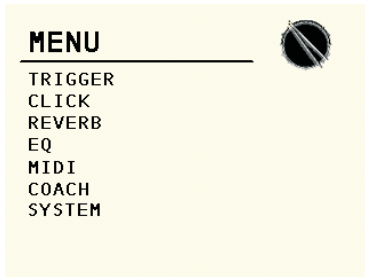 MENU
TRIGGER
CLICK
REVERB
EQ
MIDI
COACH
SYSTEM